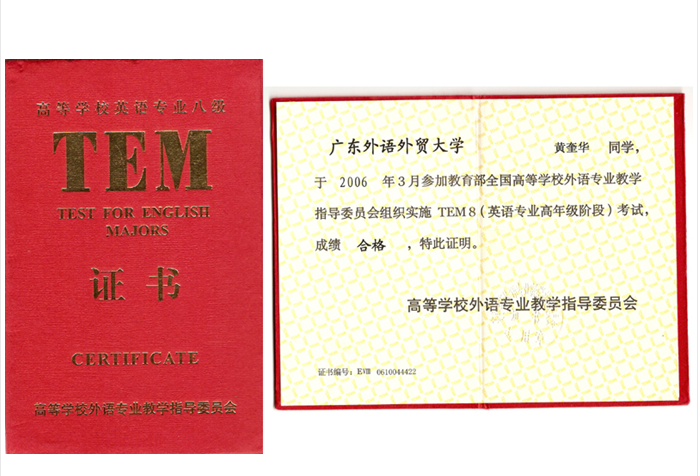 高等学校英语专业八级
TEM
TEST FOR ENGLISH
MAJORS
证书
CERTIFICATE
高等学校外语专业教学指导委员会
广东外语外贸大学 黄奎华 同学,
于 2006 年3月参加教育部全国高等学校外语专业教学
指导委员会组织实施 TEM8(英语专业高年级阶段)考试,
成绩 合格 ,特此证明。
高等学校外语专业教学指导委员会
证书编号: EⅧ 0610044422